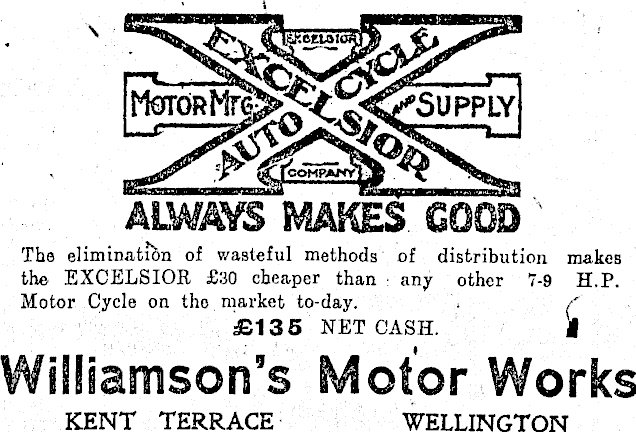 EXCELSIOR
EXCELSIOR
AUTO CYCLE
MOTOR MFG. AND SUPPLY
COMPANY
ALWAYS MAKES GOOD
The elimination of wasteful methods of distribution makes
the EXCELSIOR £30 cheaper than any other 7-9 H.P.
Motor Cycle on the market to-day.
£135 NET CASH.
Williamson's Motor Works
KENT TERRACE WELLINGTON